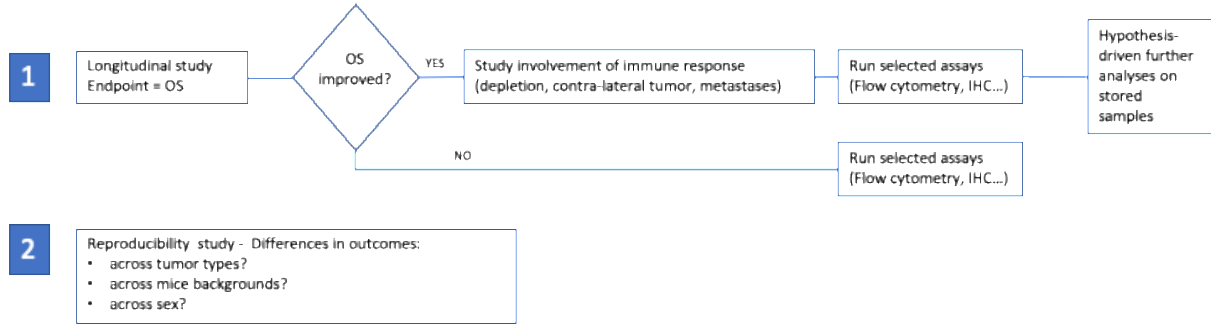 1
Longitudinal study
Endpoint = OS
OS
improved?
YES
Study involvement of immune response
(depletion, contra-lateral tumor, metastases)
Run selected assays
(Flow cytometry, IHC...)
Hypothesis-
driven further
analyses on
stored
samples
NO
Run selected assays
(Flow cytometry, IHC...)
2
Reproducibility study - Differences in outcomes:
• across tumor types?
• across mice backgrounds?
• across sex?